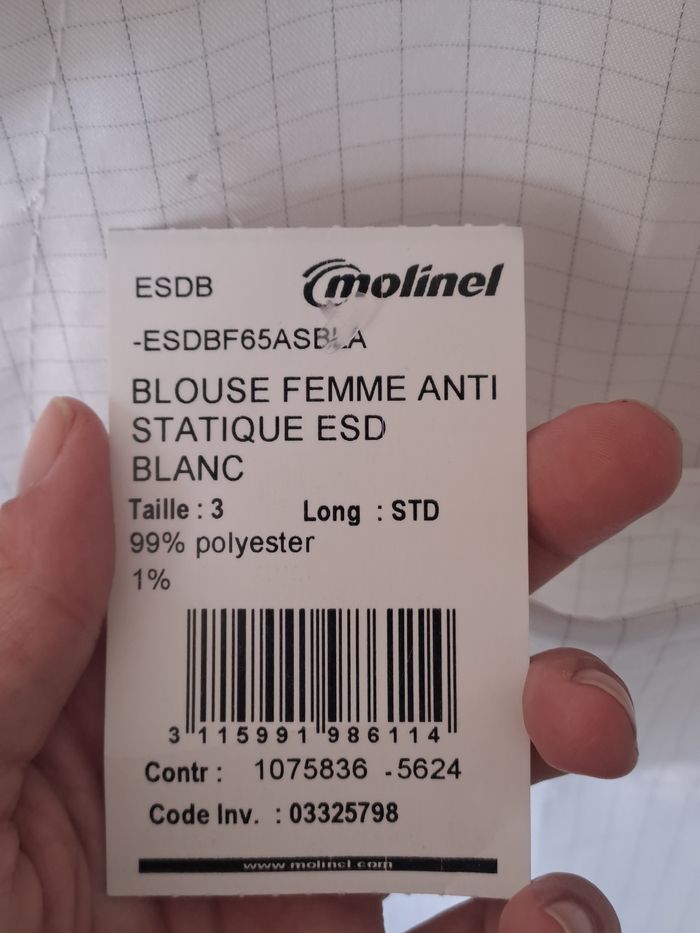 ESDB molinel
-ESDBF65ASBLA
BLOUSE FEMME ANTI
STATIQUE ESD
BLANC
Taille : 3 Long : STD
99% polyester
1%
3 115991 986114
Contr : 1075836 -5624
Code Inv. : 03325798
www.molinel.com